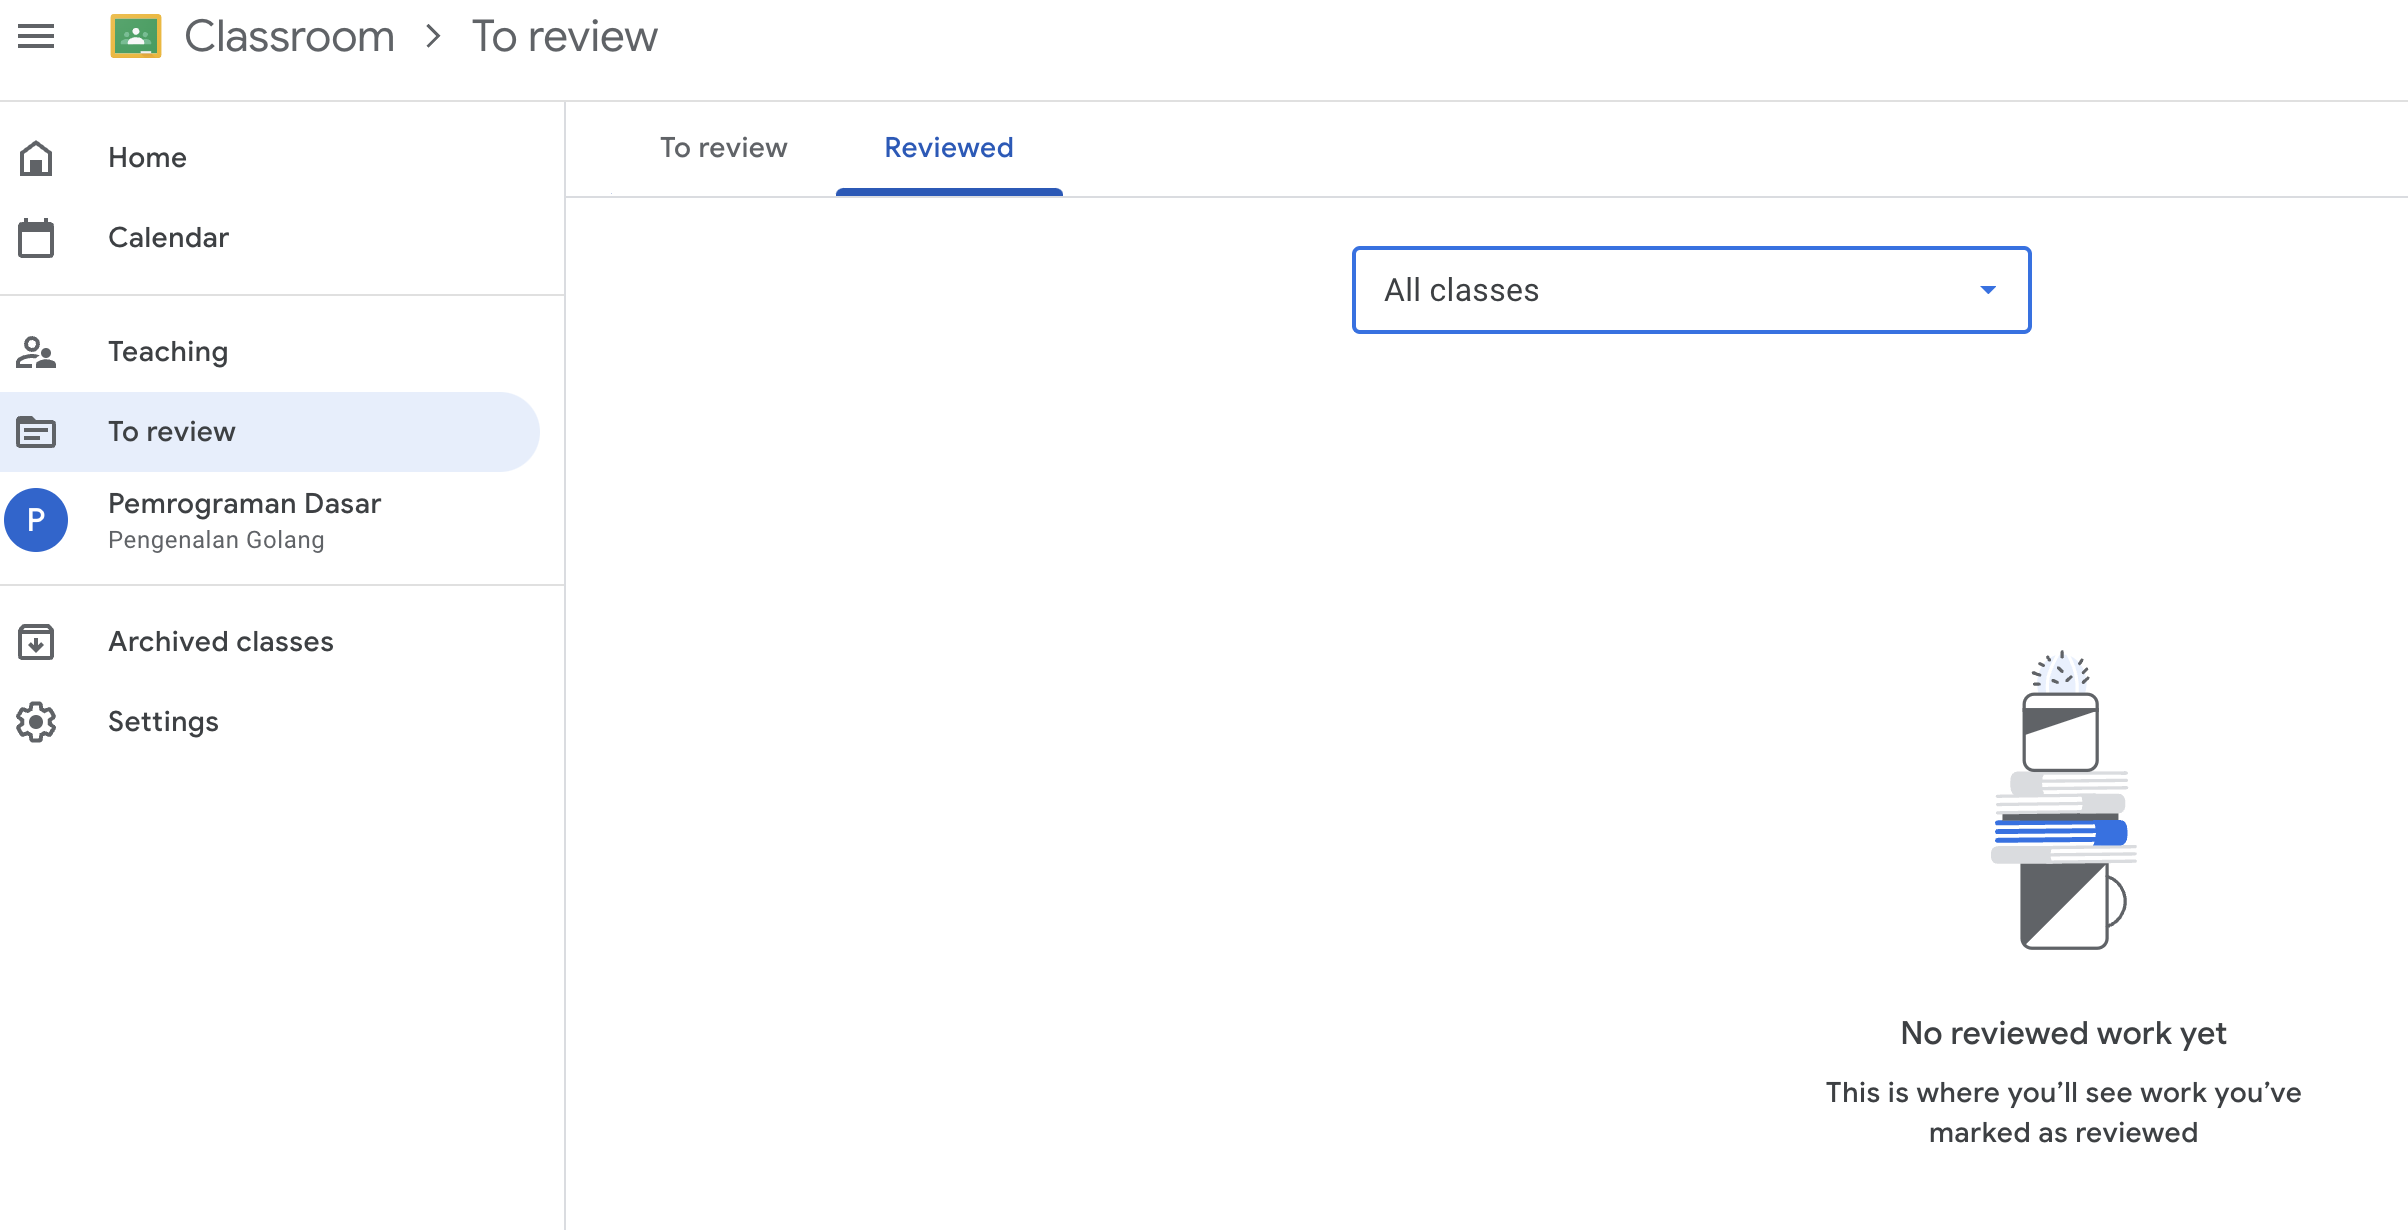 Classroom > To review
Home
Calendar
Teaching
To review
P
Pemrograman Dasar
Pengenalan Golang
Archived classes
Settings
To review
Reviewed
All classes
No reviewed work yet
This is where you’ll see work you’ve
marked as reviewed